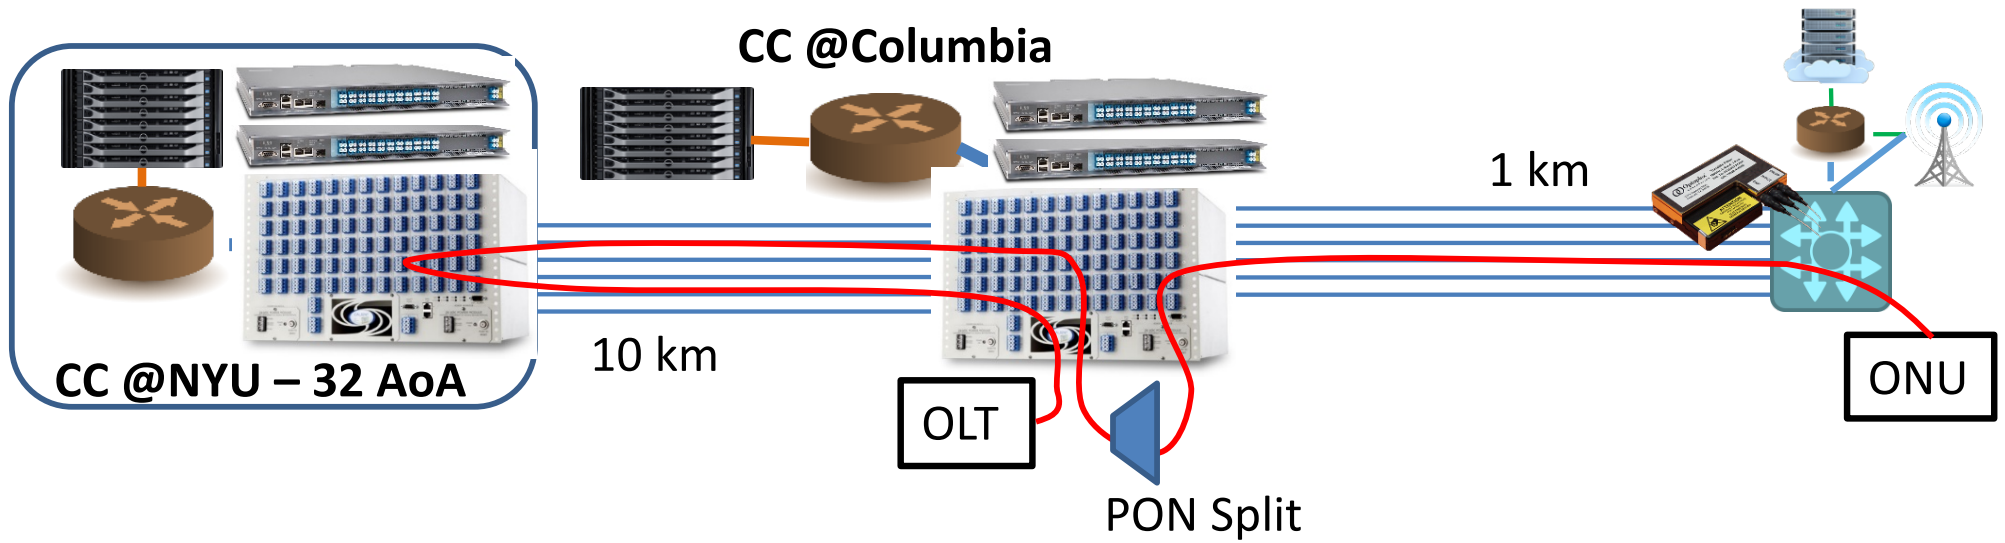 CC @Columbia
1 km
CC @NYU – 32 AoA
10 km
OLT
ONU
PON Split